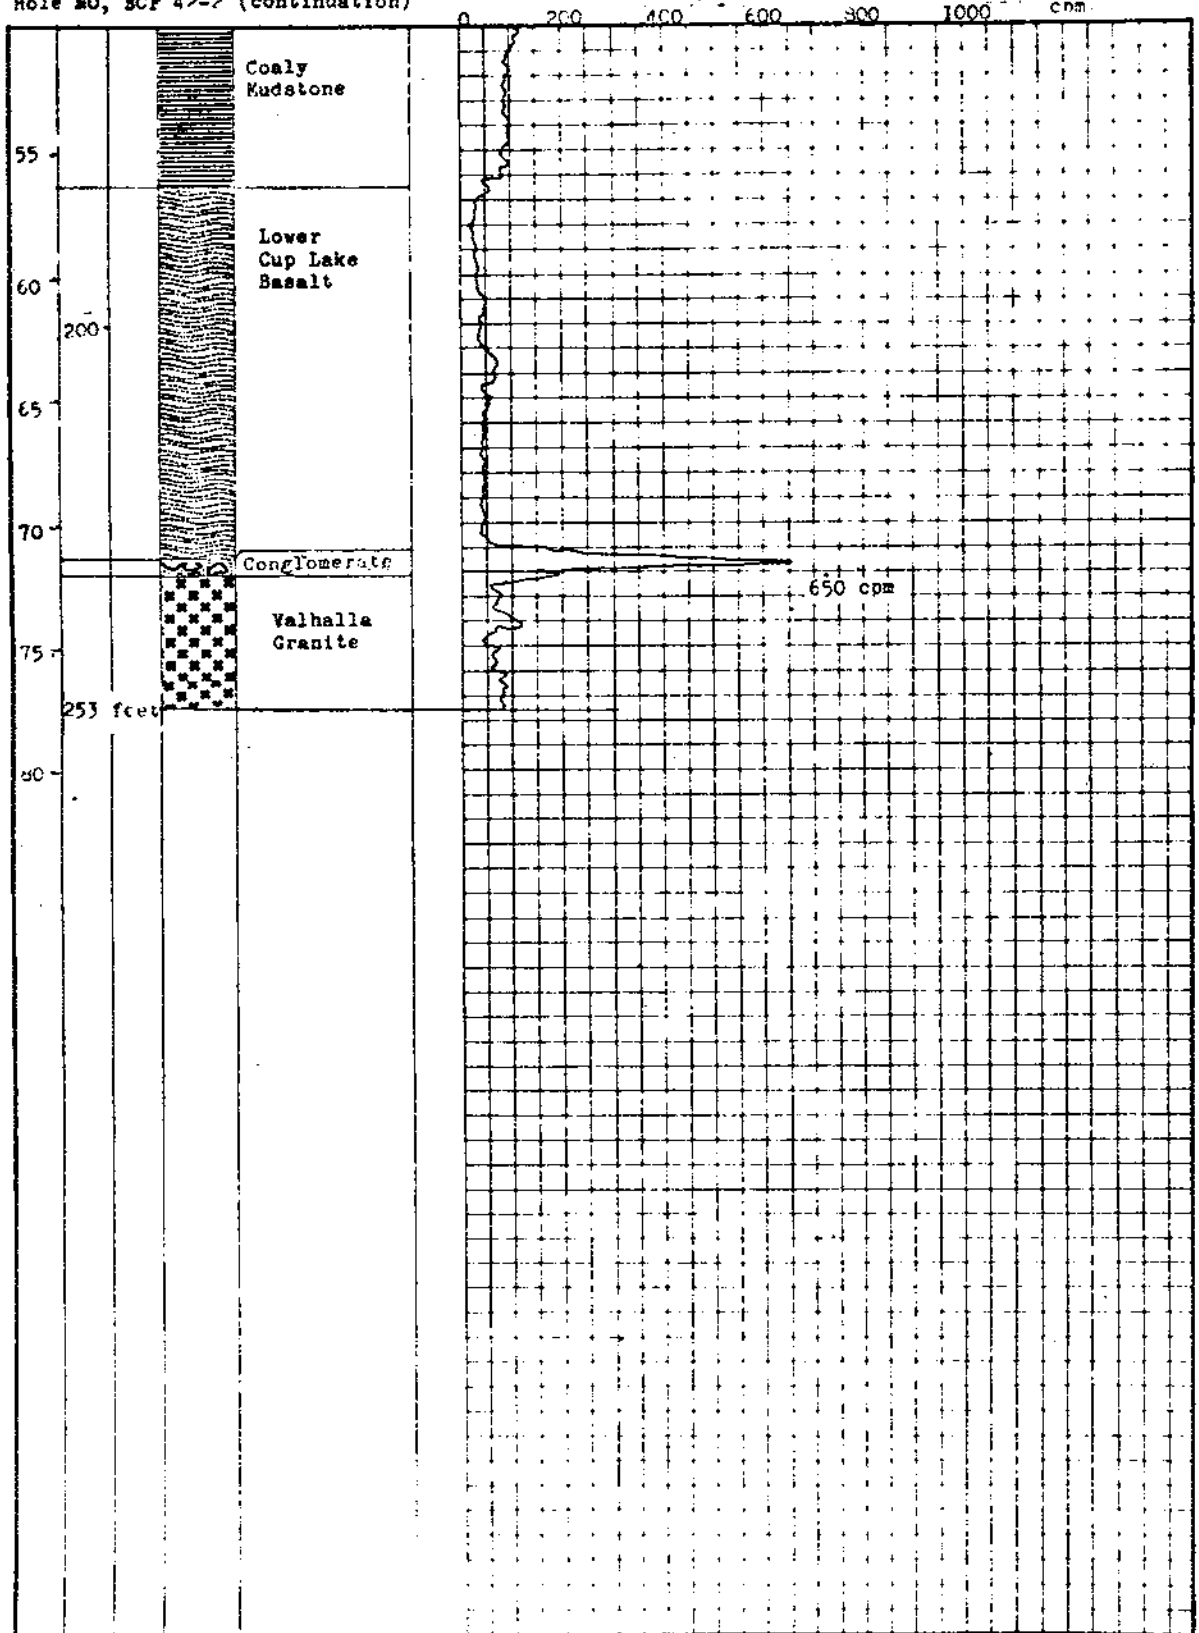 (continuation)
0 200 400 600 800 1000 cpm
Coaly
Mudstone
55
Lower
Cup Lake
Basalt
60
200
65
70
Conglomerate
650 cpm
Valhalla
Granite
75
253 feet
80